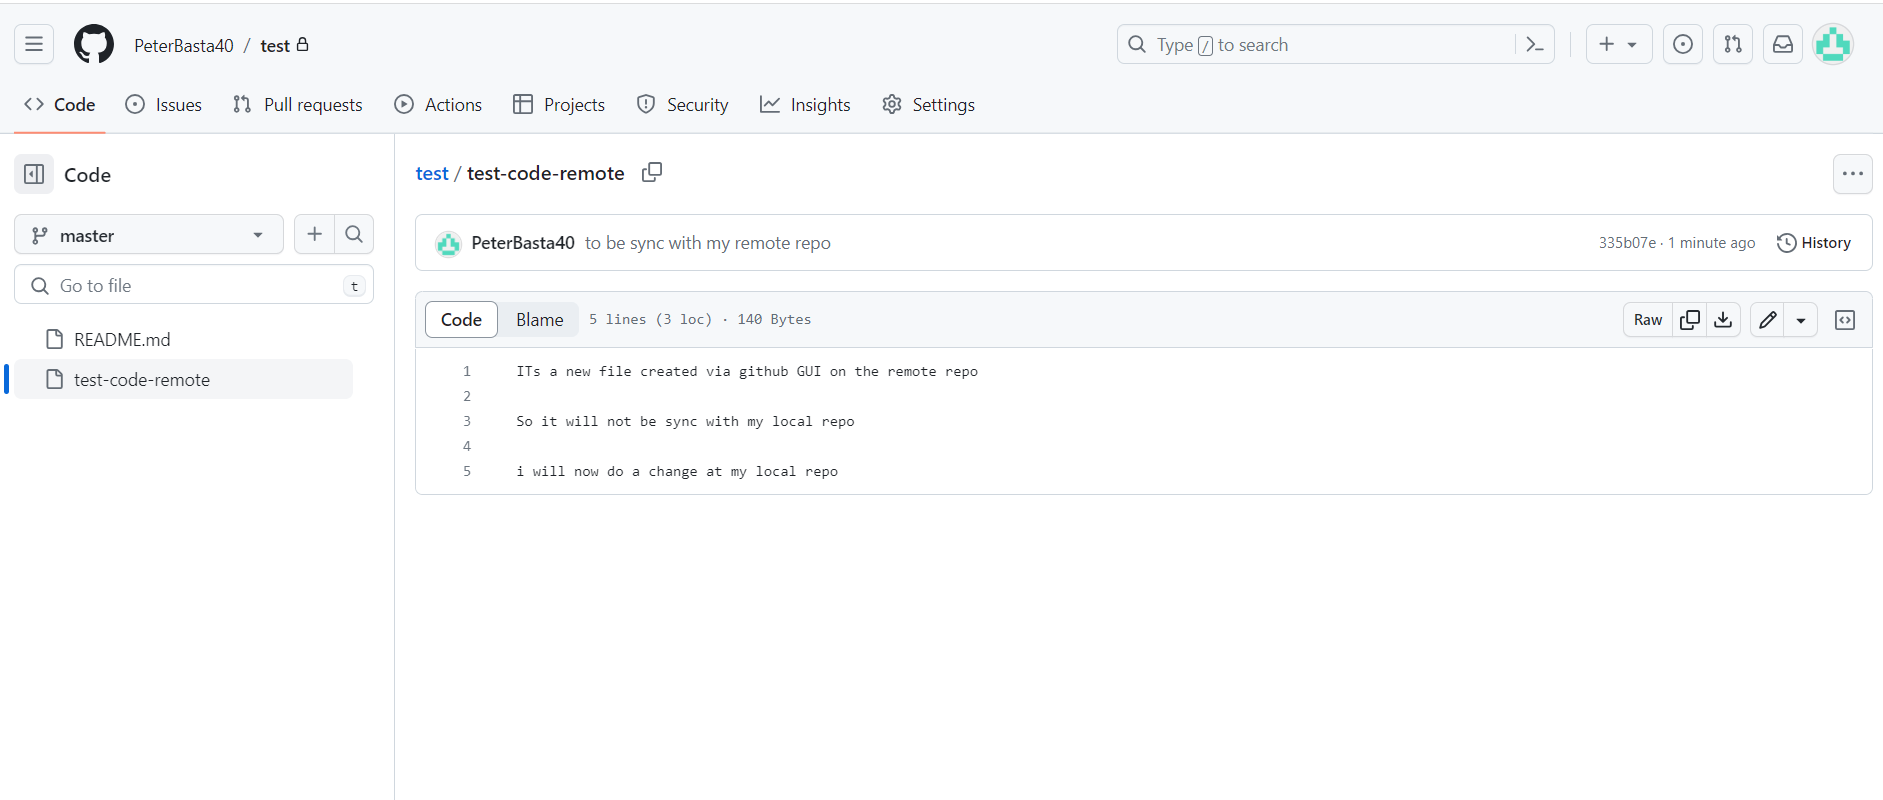 PeterBasta40 / test
Type / to search
Code
Issues
Pull requests
Actions
Projects
Security
Insights
Settings
Code
master
Go to file
t
README.md
test-code-remote
test / test-code-remote
PeterBasta40 to be sync with my remote repo
335b07e · 1 minute ago
History
Code
Blame
5 lines (3 loc) · 140 Bytes
Raw
1 ITs a new file created via github GUI on the remote repo
2
3 So it will not be sync with my local repo
4
5 i will now do a change at my local repo